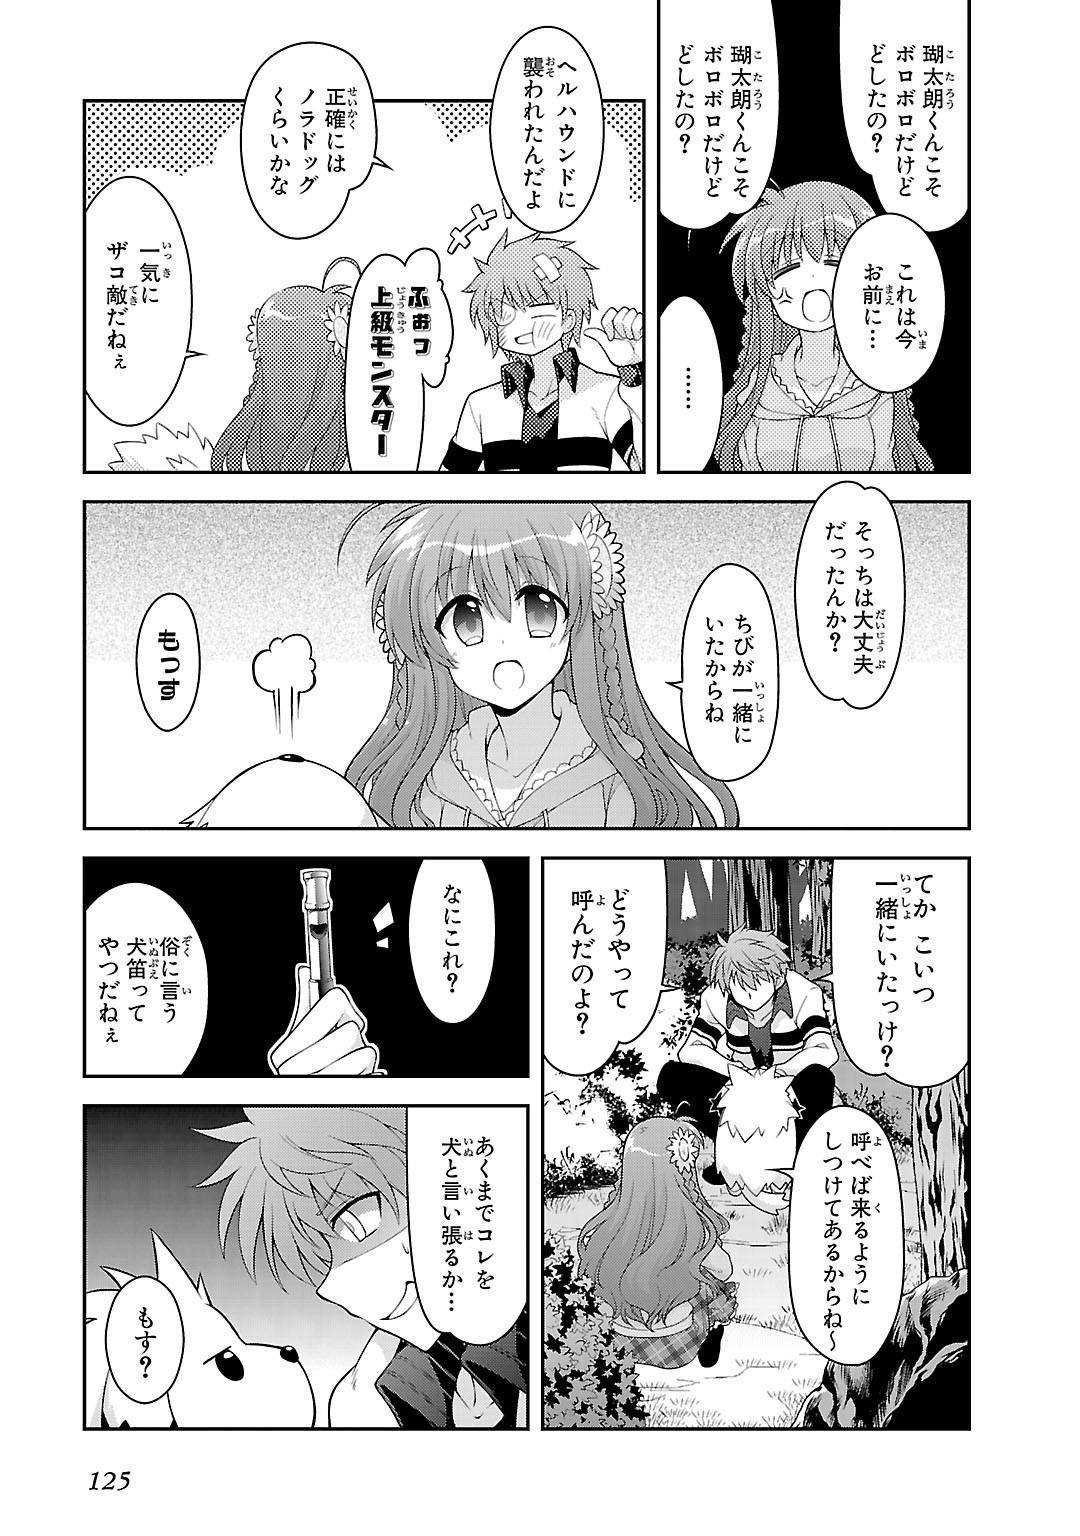 瑚太朗くんこそ
ボロボロだけど
どしたの？
これは今
お前に…
瑚太朗くんこそ
ボロボロだけど
どしたの？
……
ヘルハウンドに
襲われたんだよ
ふぉっ
上級モンスター
正確には
ノラドッグ
くらいかな
一気に
ザコ敵だねぇ
そっちは大丈夫
だったんか？
ちびが一緒に
いたからね
もっす
てか こいつ
一緒にいたっけ？
どうやって
呼んだのよ？
呼べば来るように
しつけてあるからね～
なにこれ？
俗に言う
犬笛って
やつだねぇ
あくまでコレを
犬と言い張るか…
もす？
125